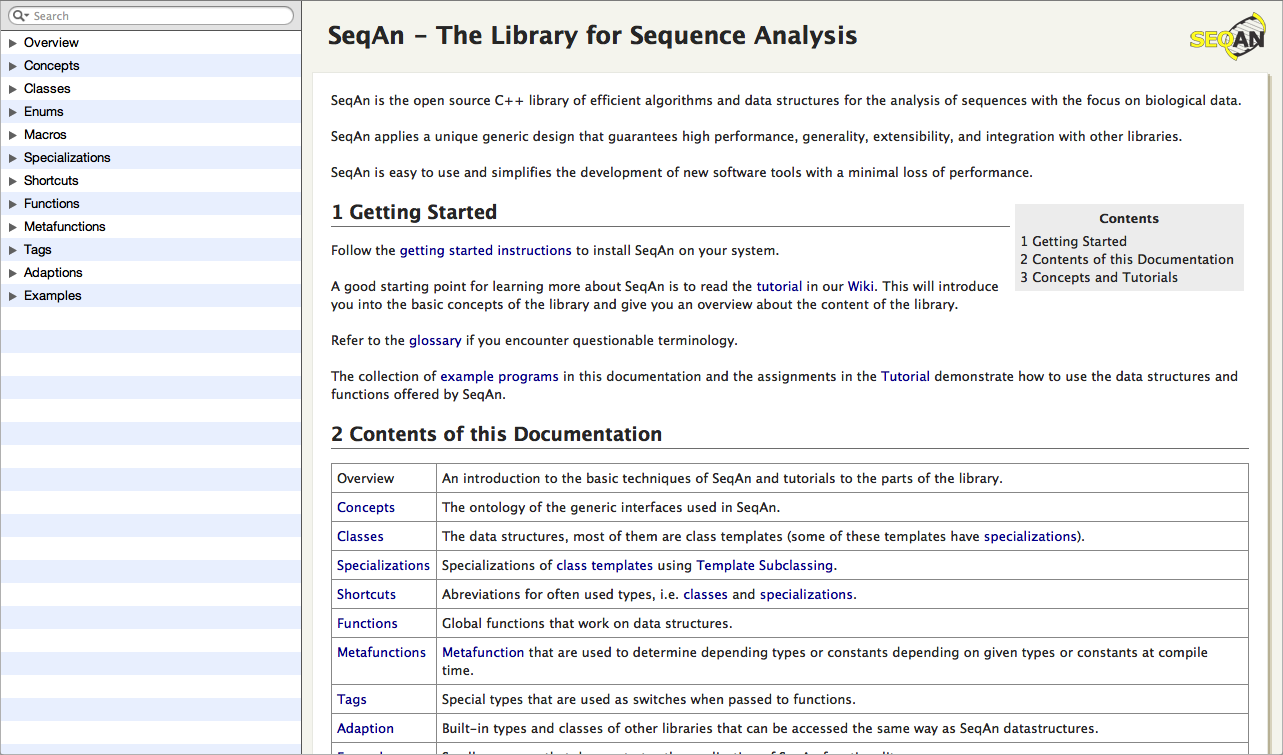 Search
Overview
Concepts
Classes
Enums
Macros
Specializations
Shortcuts
Functions
Metafunctions
Tags
Adaptions
Examples
SeqAn - The Library for Sequence Analysis
SEQAN
SeqAn is the open source C++ library of efficient algorithms and data structures for the analysis of sequences with the focus on biological data.
SeqAn applies a unique generic design that guarantees high performance, generality, extensibility, and integration with other libraries.
SeqAn is easy to use and simplifies the development of new software tools with a minimal loss of performance.
1 Getting Started
Contents
1 Getting Started
2 Contents of this Documentation
3 Concepts and Tutorials
Follow the getting started instructions to install SeqAn on your system.
A good starting point for learning more about SeqAn is to read the tutorial in our Wiki. This will introduce
you into the basic concepts of the library and give you an overview about the content of the library.
Refer to the glossary if you encounter questionable terminology.
The collection of example programs in this documentation and the assignments in the Tutorial demonstrate how to use the data structures and
functions offered by SeqAn.
2 Contents of this Documentation
Overview An introduction to the basic techniques of SeqAn and tutorials to the parts of the library.
Concepts The ontology of the generic interfaces used in SeqAn.
Classes The data structures, most of them are class templates (some of these templates have specializations).
Specializations Specializations of class templates using Template Subclassing.
Shortcuts Abreviations for often used types, i.e. classes and specializations.
Functions Global functions that work on data structures.
Metafunctions Metafunction that are used to determine depending types or constants depending on given types or constants at compile
time.
Tags Special types that are used as switches when passed to functions.
Adaption Built-in types and classes of other libraries that can be accessed the same way as SeqAn datastructures.